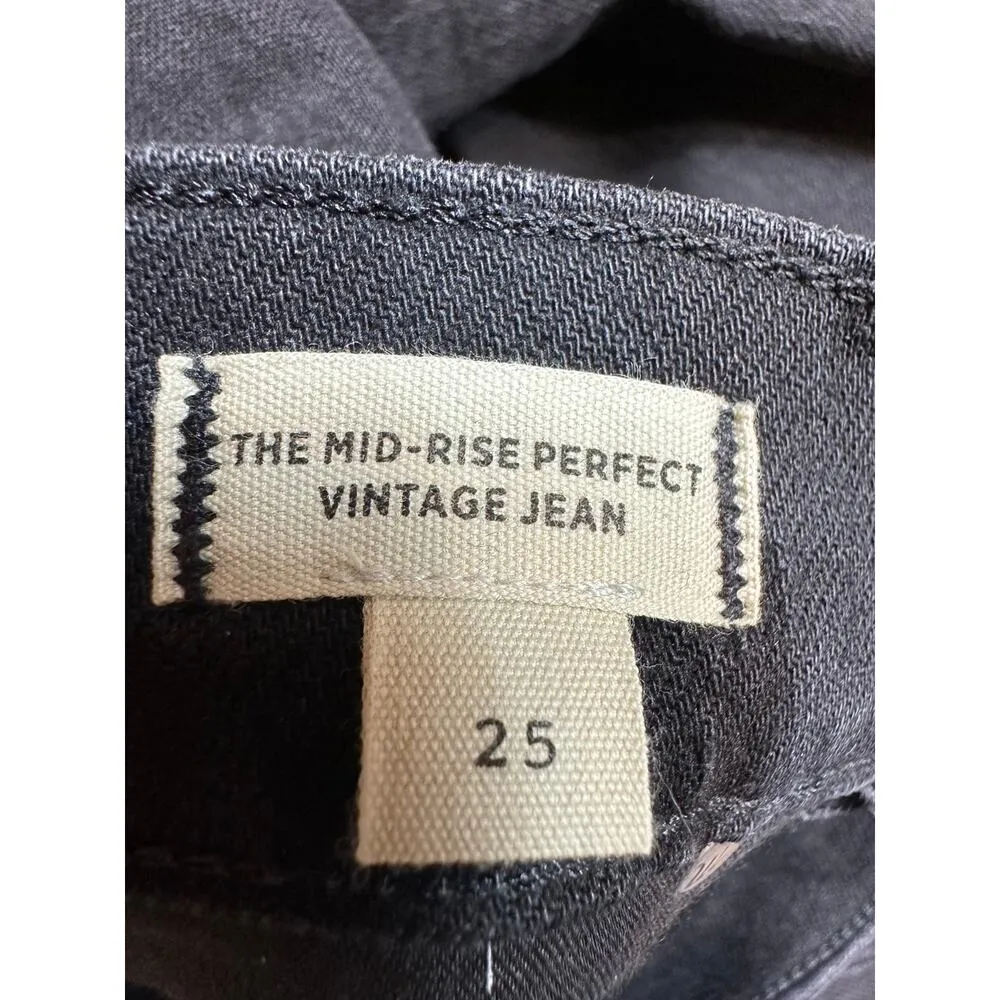 THE MID-RISE PERFECT
VINTAGE JEAN
25